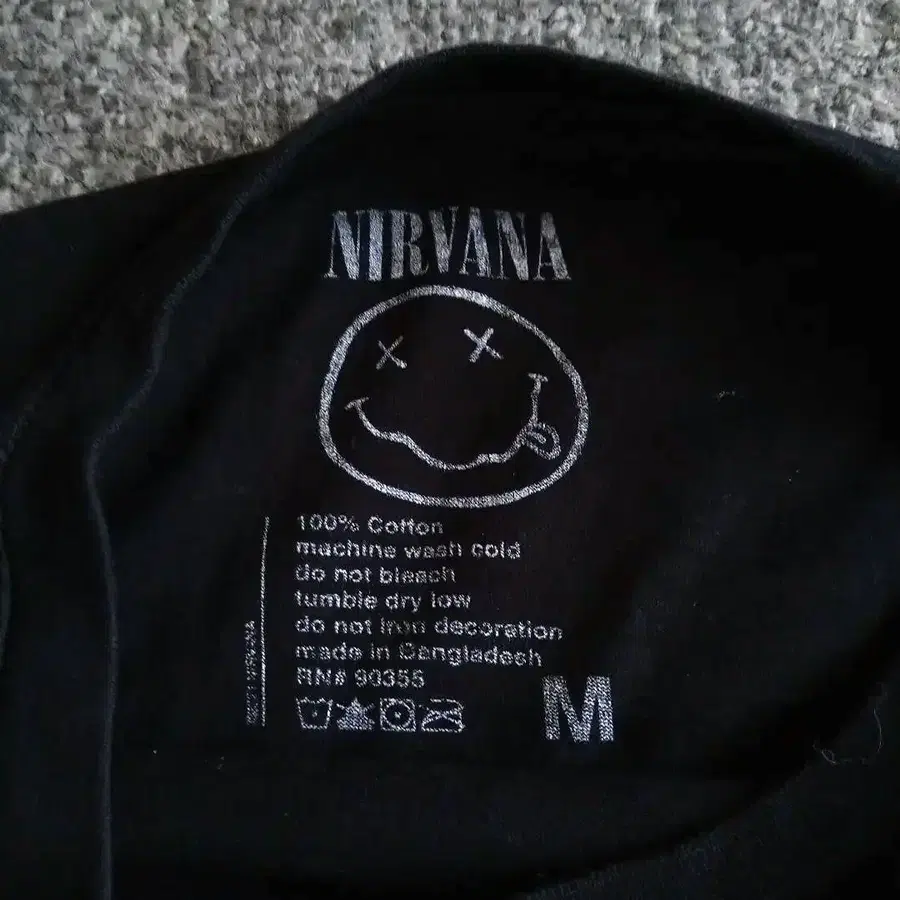 NIRVANA
100% Cotton
machine wash cold
do not bleach
tumble dry low
do not iron decoration
made in Bangladesh
RN# 90355
M
NIRVANA